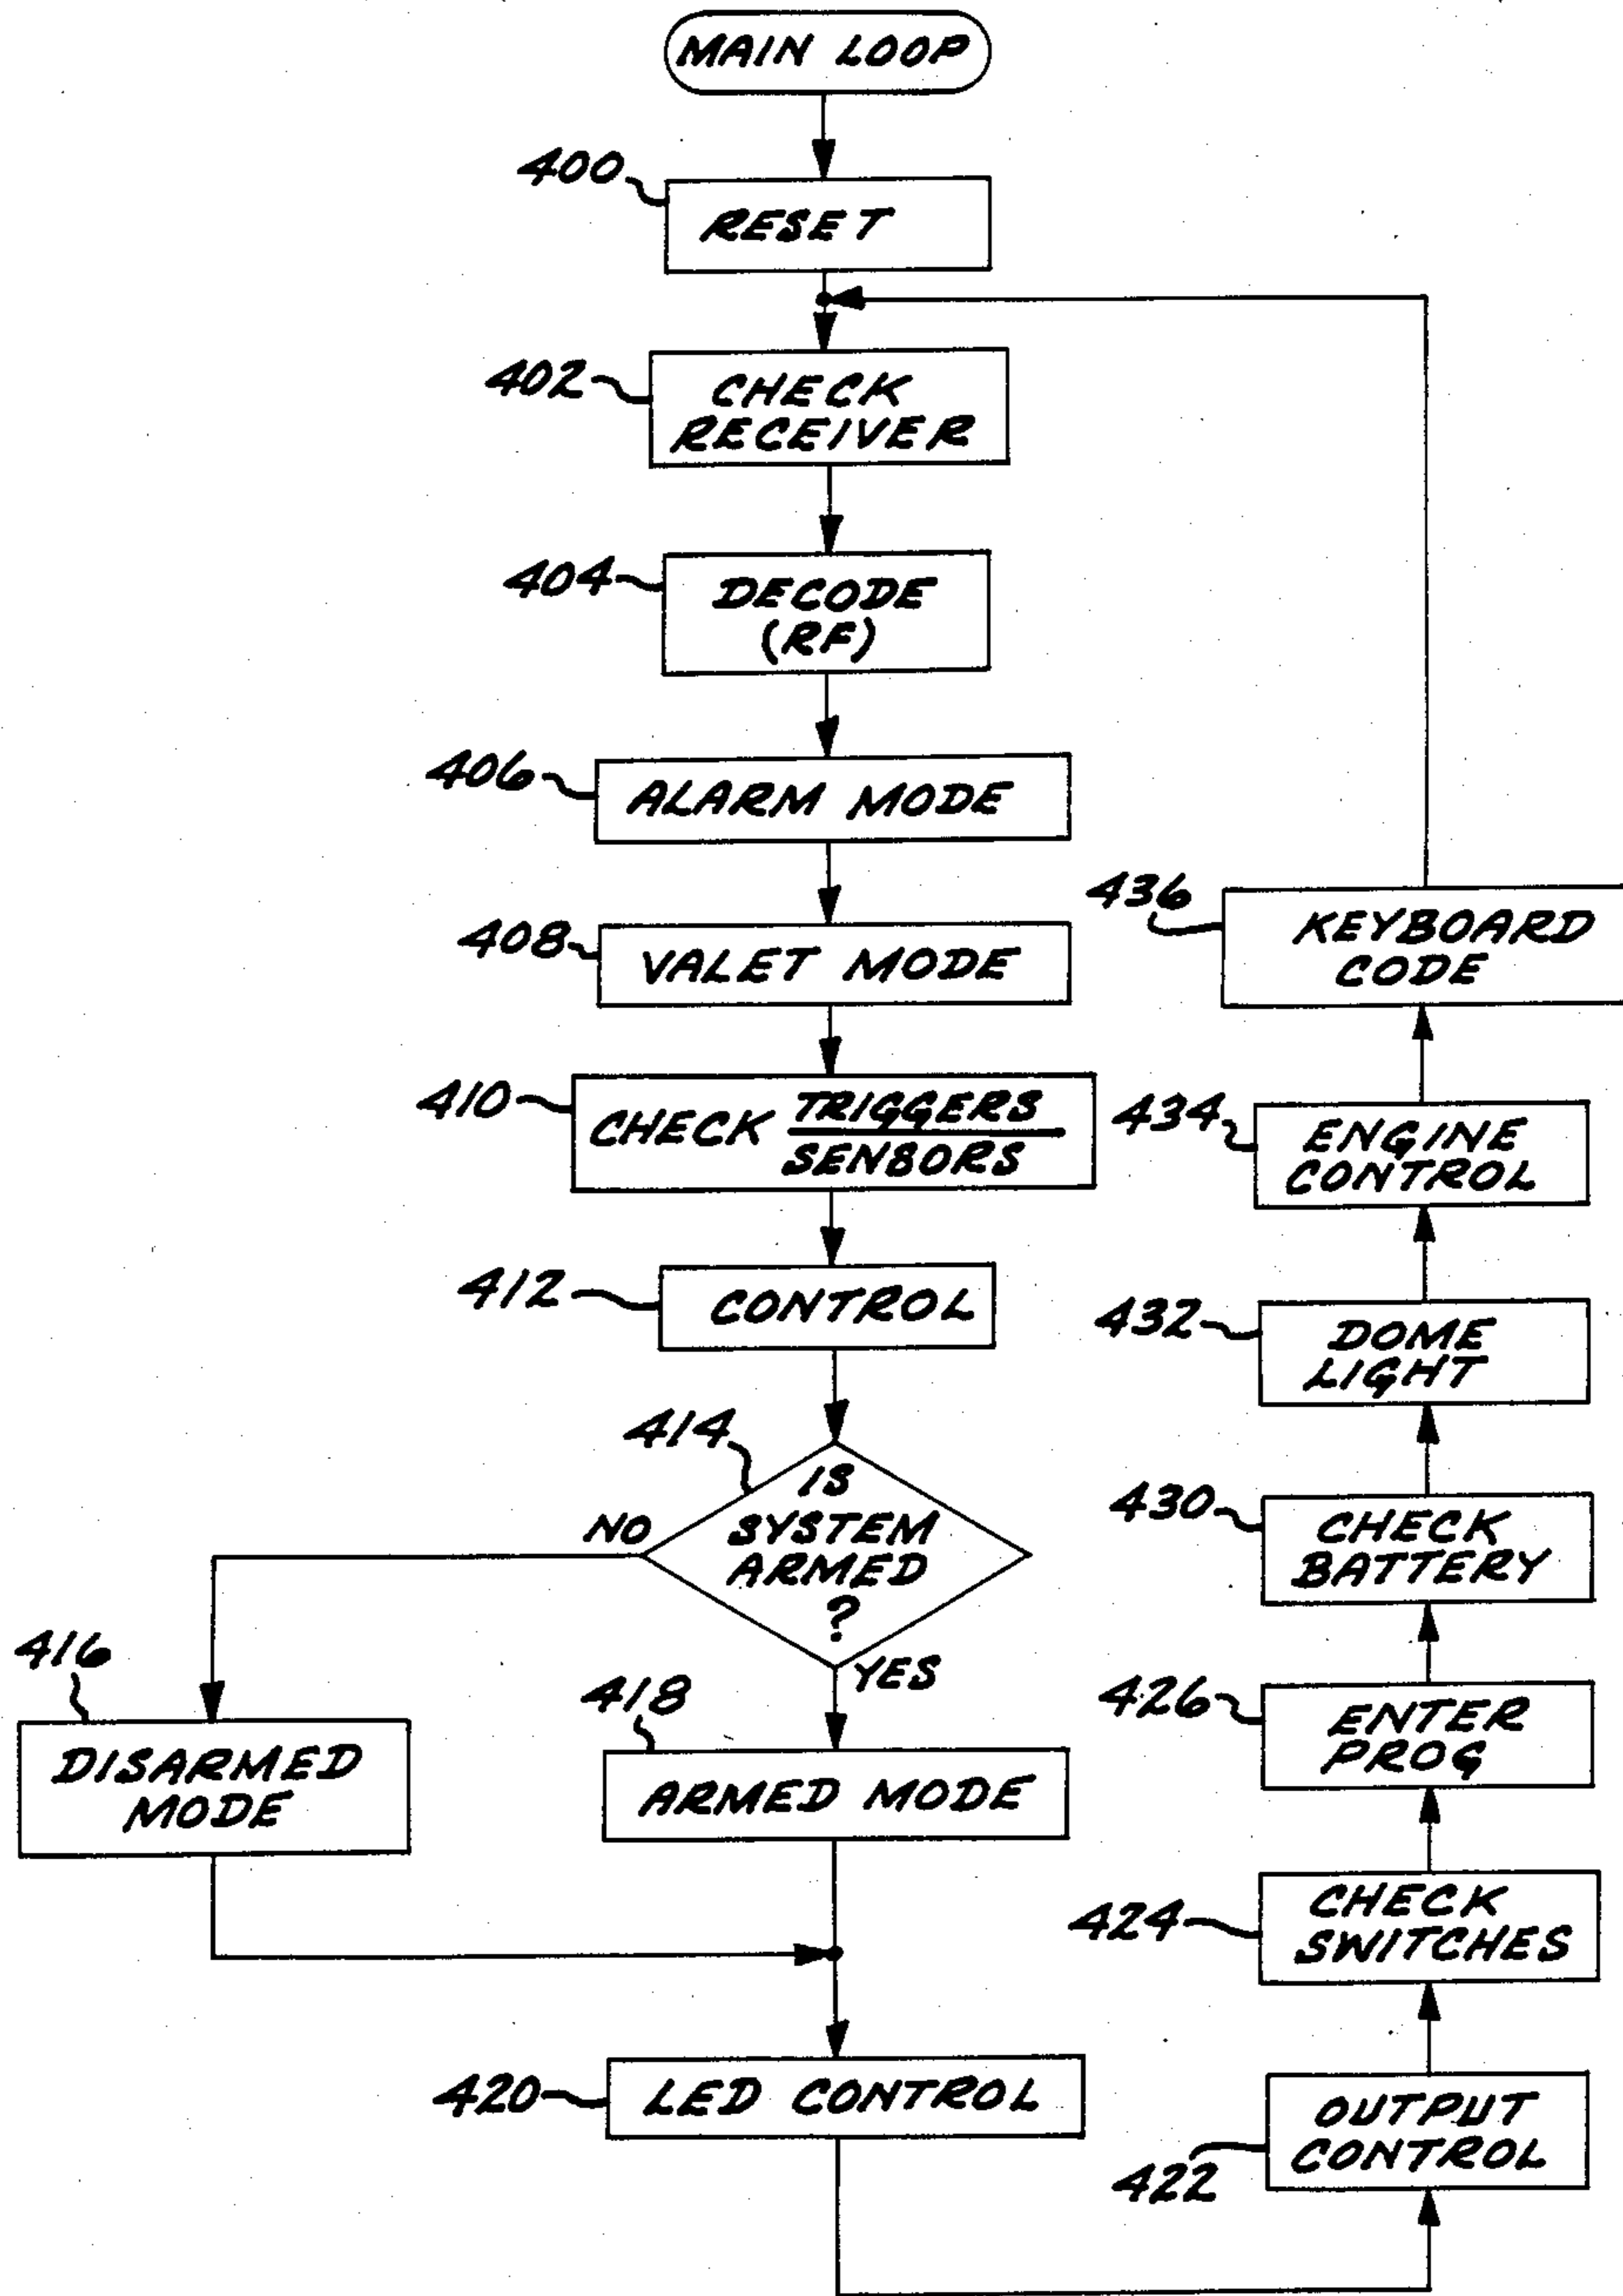 MAIN LOOP
400
RESET
402
CHECK
RECEIVER
404
DECODE
(RF)
406
ALARM MODE
408
VALET MODE
410
CHECK TRIGGERS
SENSORS
412
CONTROL
414
IS
SYSTEM
ARMED
?
NO
YES
416
DISARMED
MODE
418
ARMED MODE
420
LED CONTROL
422
OUTPUT
CONTROL
424
CHECK
SWITCHES
426
ENTER
PROG
430
CHECK
BATTERY
432
DOME
LIGHT
434
ENGINE
CONTROL
436
KEYBOARD
CODE